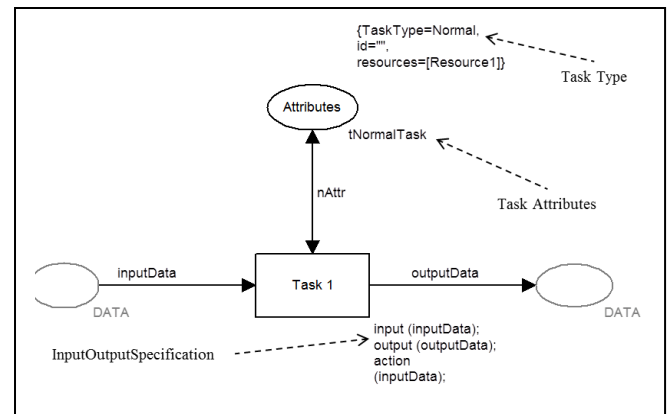 {TaskType=Normal,
id="",
resources=[Resource1]}
Task Type
Attributes
tNormalTask
nAttr
Task Attributes
inputData
Task 1
outputData
DATA
DATA
input (inputData);
output (outputData);
action
(inputData);
InputOutputSpecification